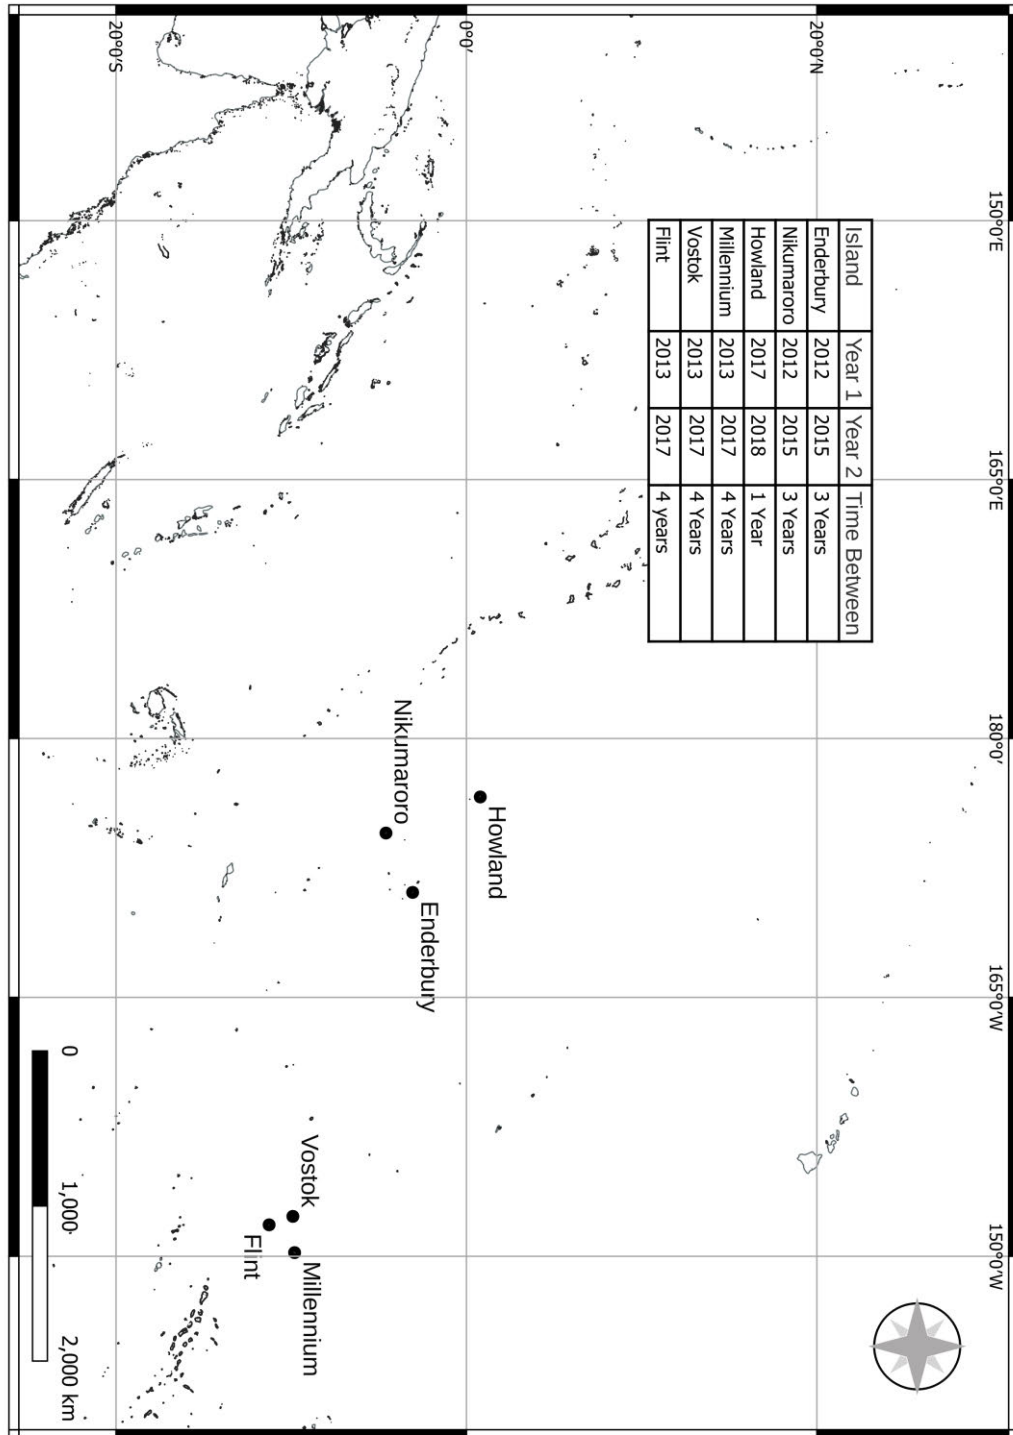 150°0'E 165°0'E 180°0' 165°0'W 150°0'W
20°0'N
0°0'
20°0'S
Island Year 1 Year 2 Time Between
Enderbury 2012 2015 3 Years
Nikumaroro 2012 2015 3 Years
Howland 2017 2018 1 Year
Millennium 2013 2017 4 Years
Vostok 2013 2017 4 Years
Flint 2013 2017 4 years
Howland
Nikumaroro
Enderbury
Vostok
Millennium
Flint
0 1,000 2,000 km